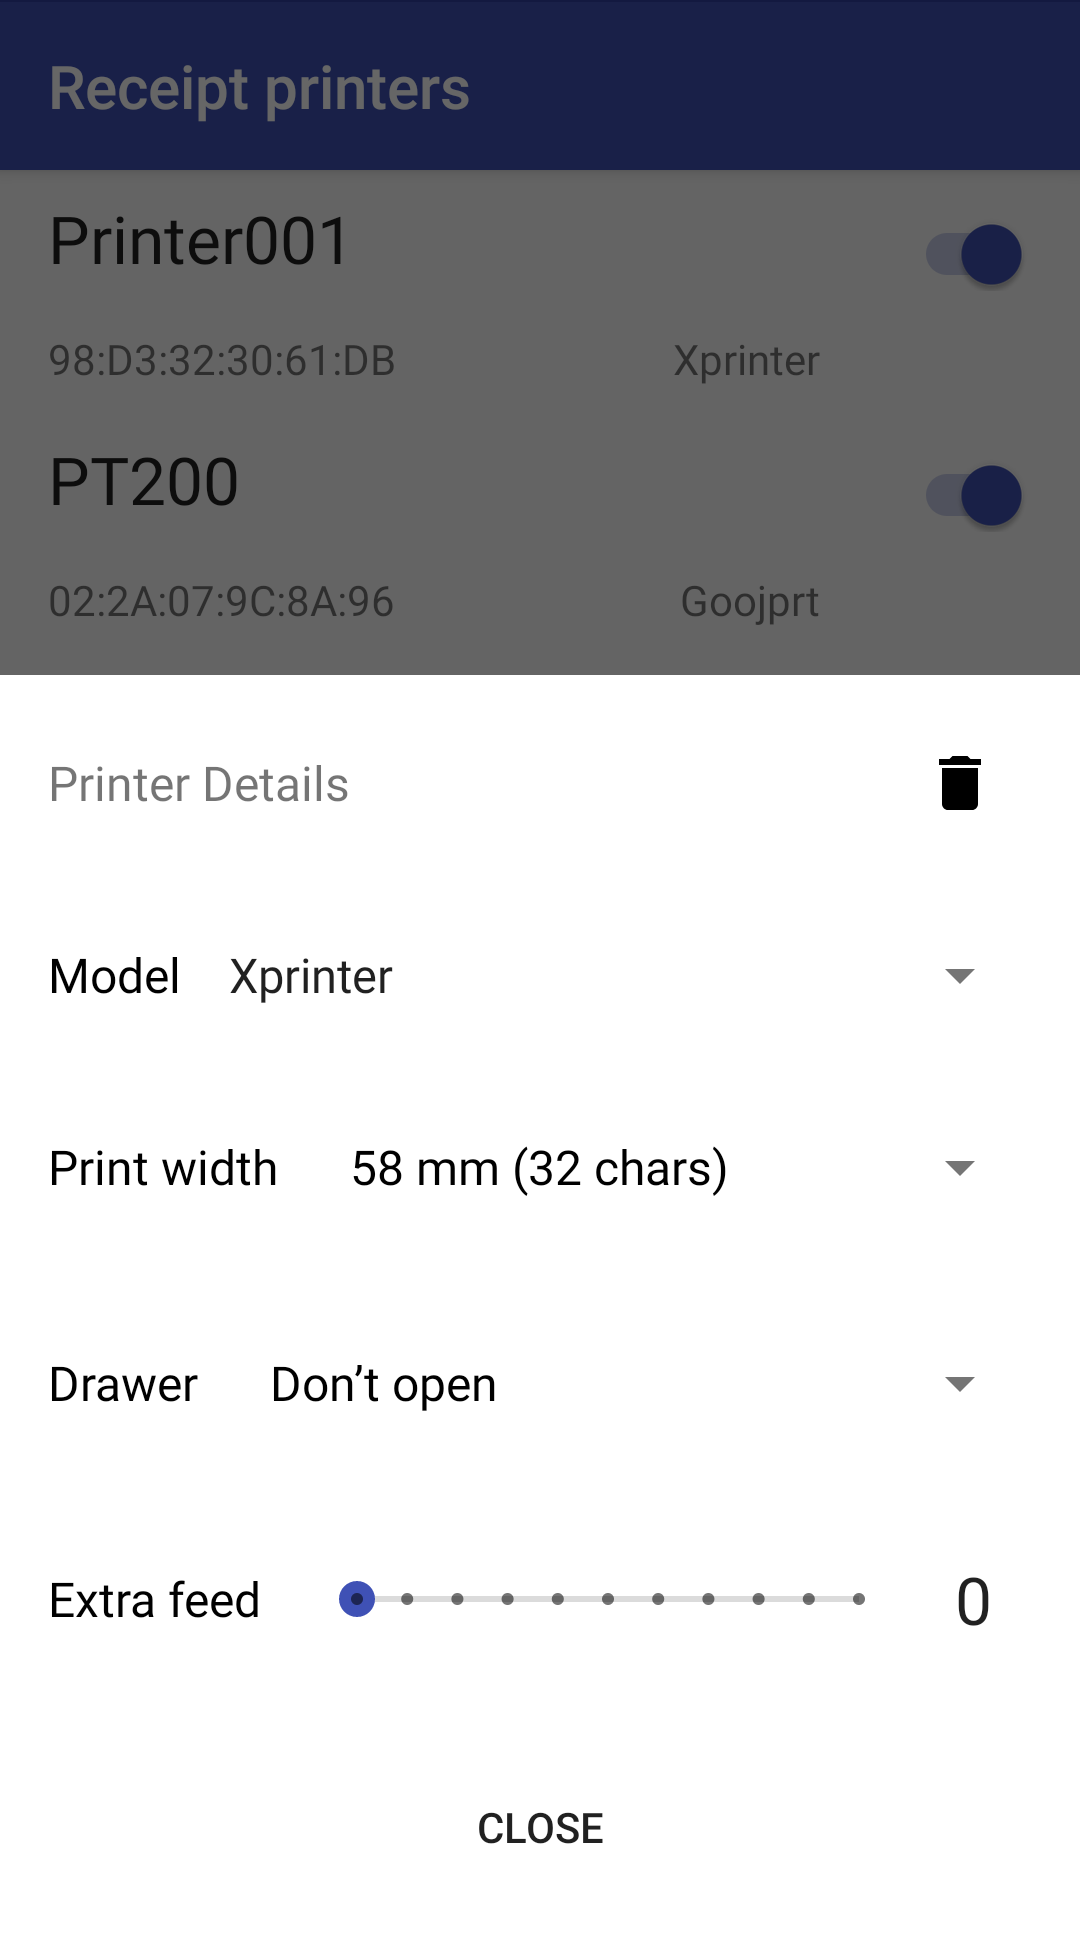 Receipt printers
Printer001
98:D3:32:30:61:DB Xprinter
PT200
02:2A:07:9C:8A:96 Goojprt
Printer Details
Model Xprinter
Print width 58 mm (32 chars)
Drawer Don’t open
Extra feed 0
CLOSE